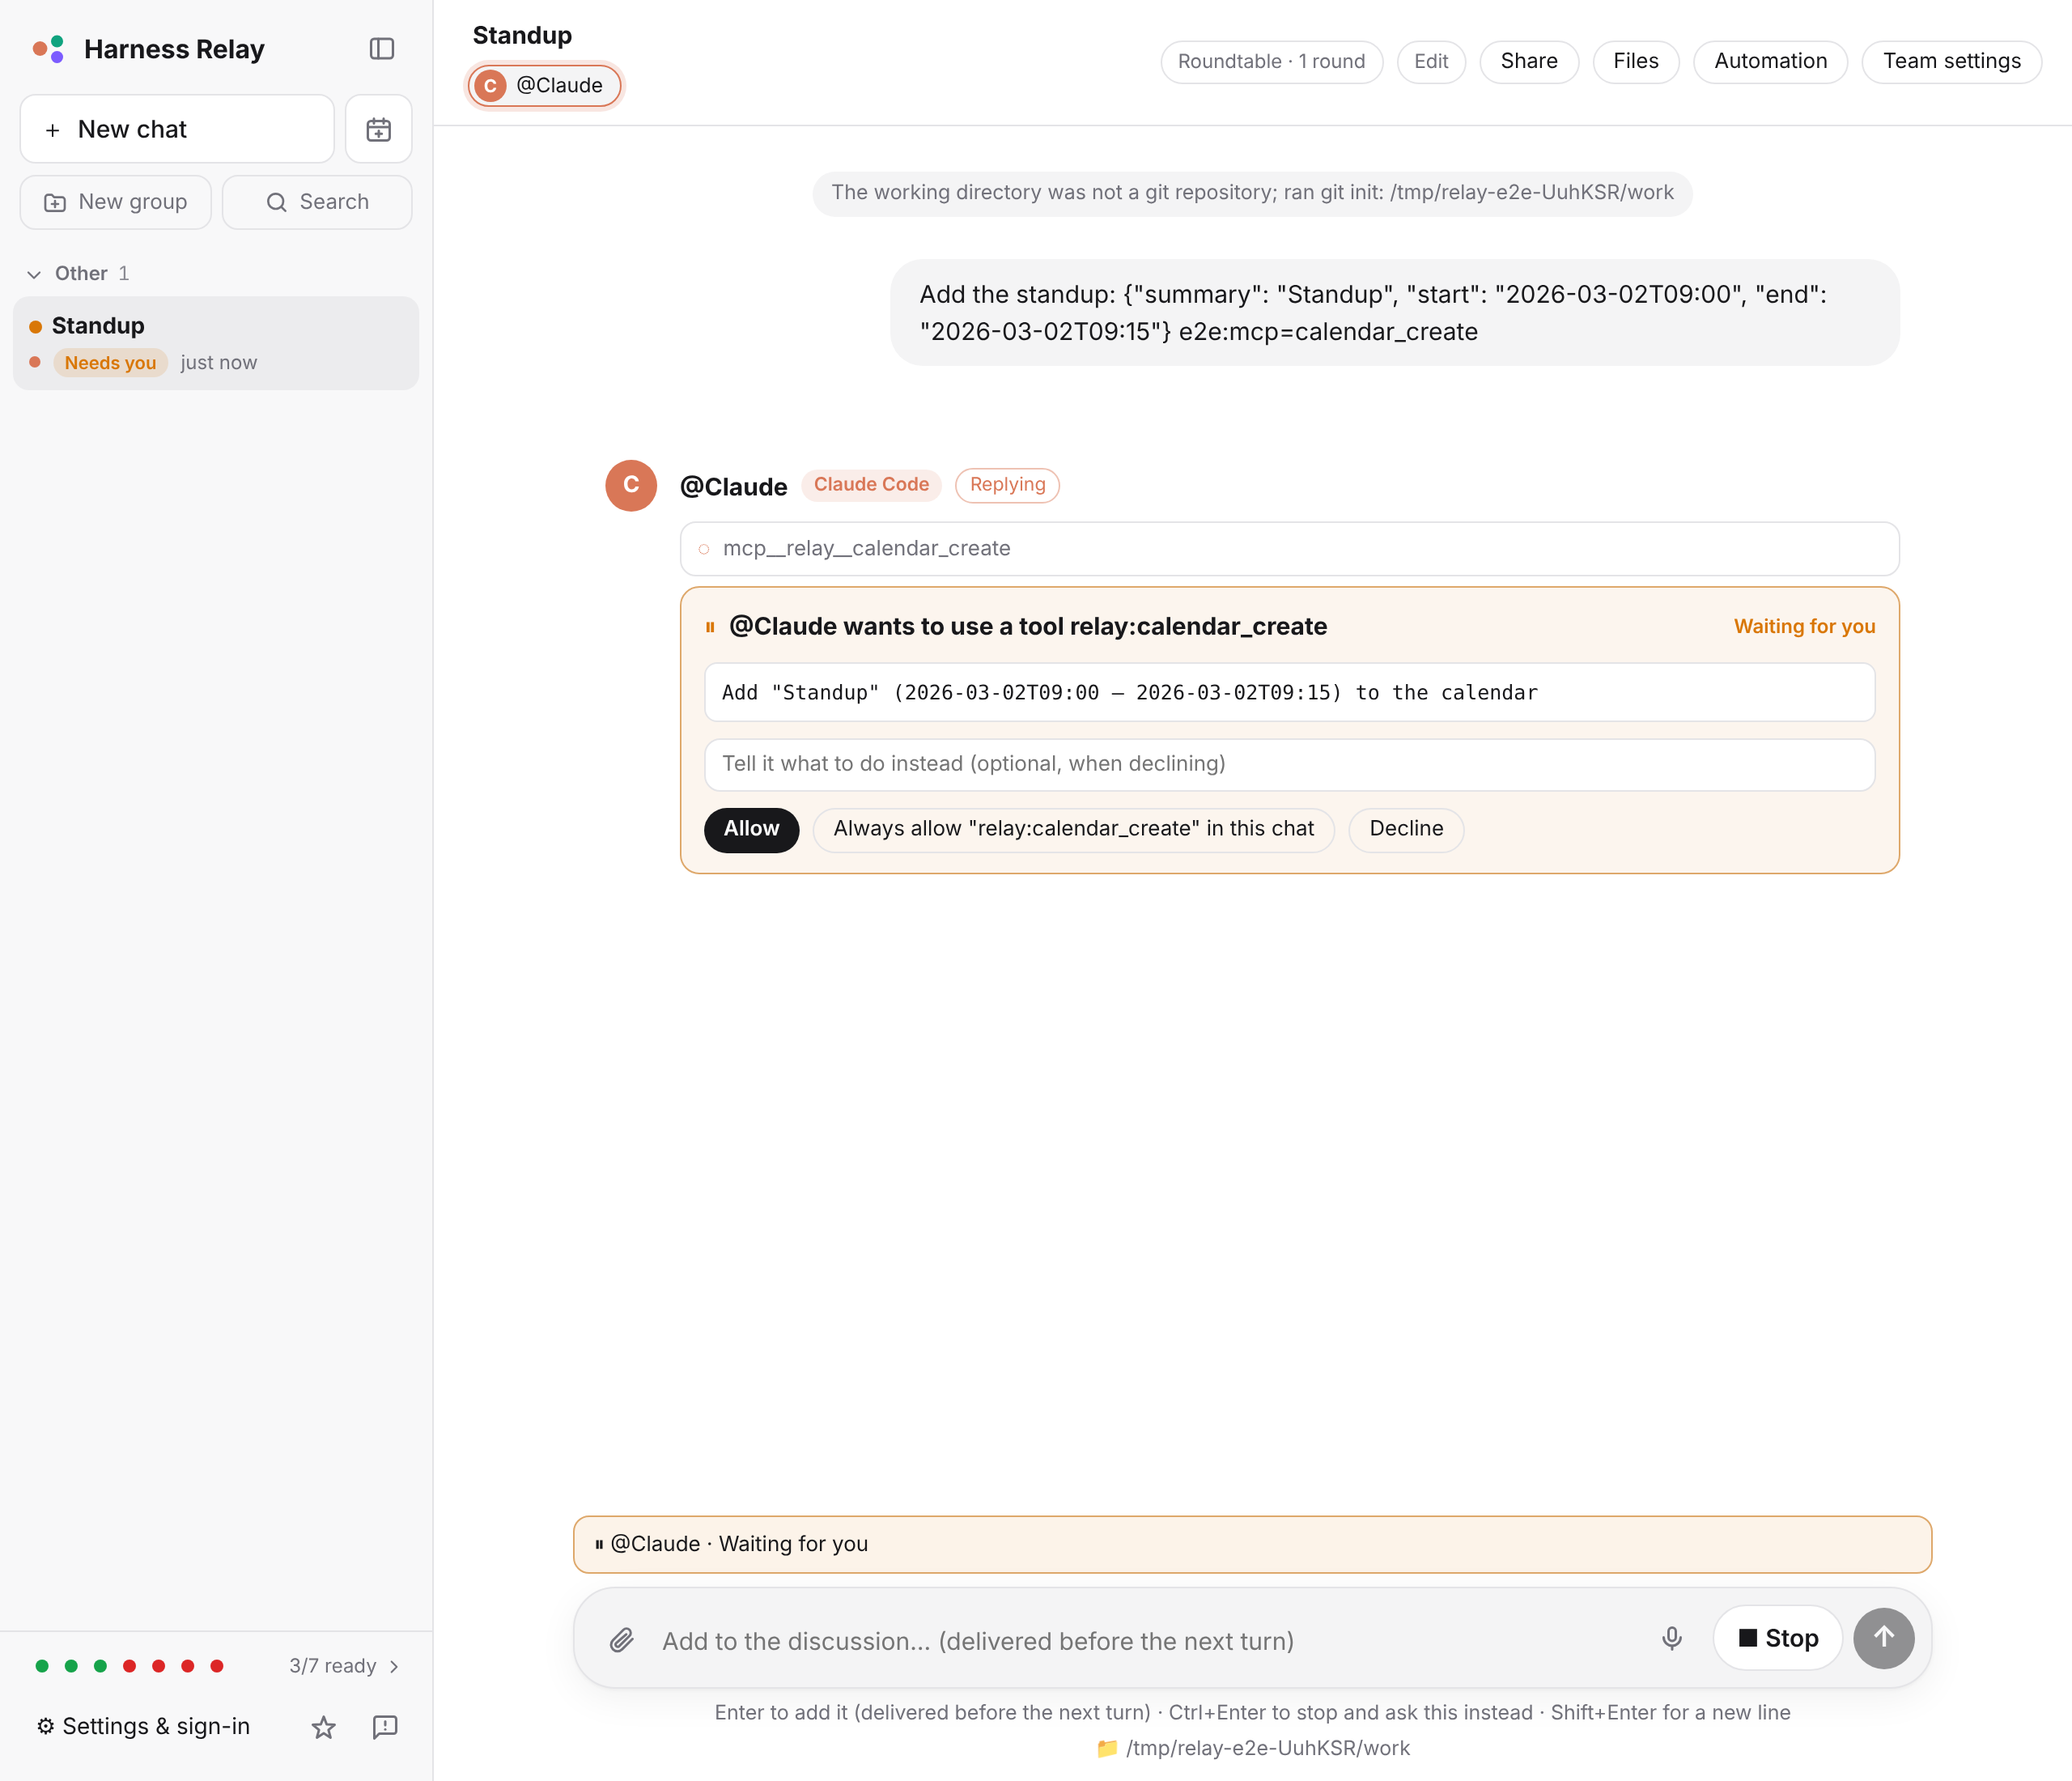 Harness Relay
+ New chat
New group
Search
Other 1
Standup
Needs you just now
3/7 ready
Settings & sign-in
Standup
C @Claude
Roundtable · 1 round
Edit
Share
Files
Automation
Team settings
The working directory was not a git repository; ran git init: /tmp/relay-e2e-UuhKSR/work
Add the standup: {"summary": "Standup", "start": "2026-03-02T09:00", "end":
"2026-03-02T09:15"} e2e:mcp=calendar_create
C @Claude Claude Code Replying
mcp__relay__calendar_create
@Claude wants to use a tool relay:calendar_create
Waiting for you
Add "Standup" (2026-03-02T09:00 – 2026-03-02T09:15) to the calendar
Tell it what to do instead (optional, when declining)
Allow
Always allow "relay:calendar_create" in this chat
Decline
@Claude · Waiting for you
Add to the discussion... (delivered before the next turn)
Stop
Enter to add it (delivered before the next turn) · Ctrl+Enter to stop and ask this instead · Shift+Enter for a new line
/tmp/relay-e2e-UuhKSR/work